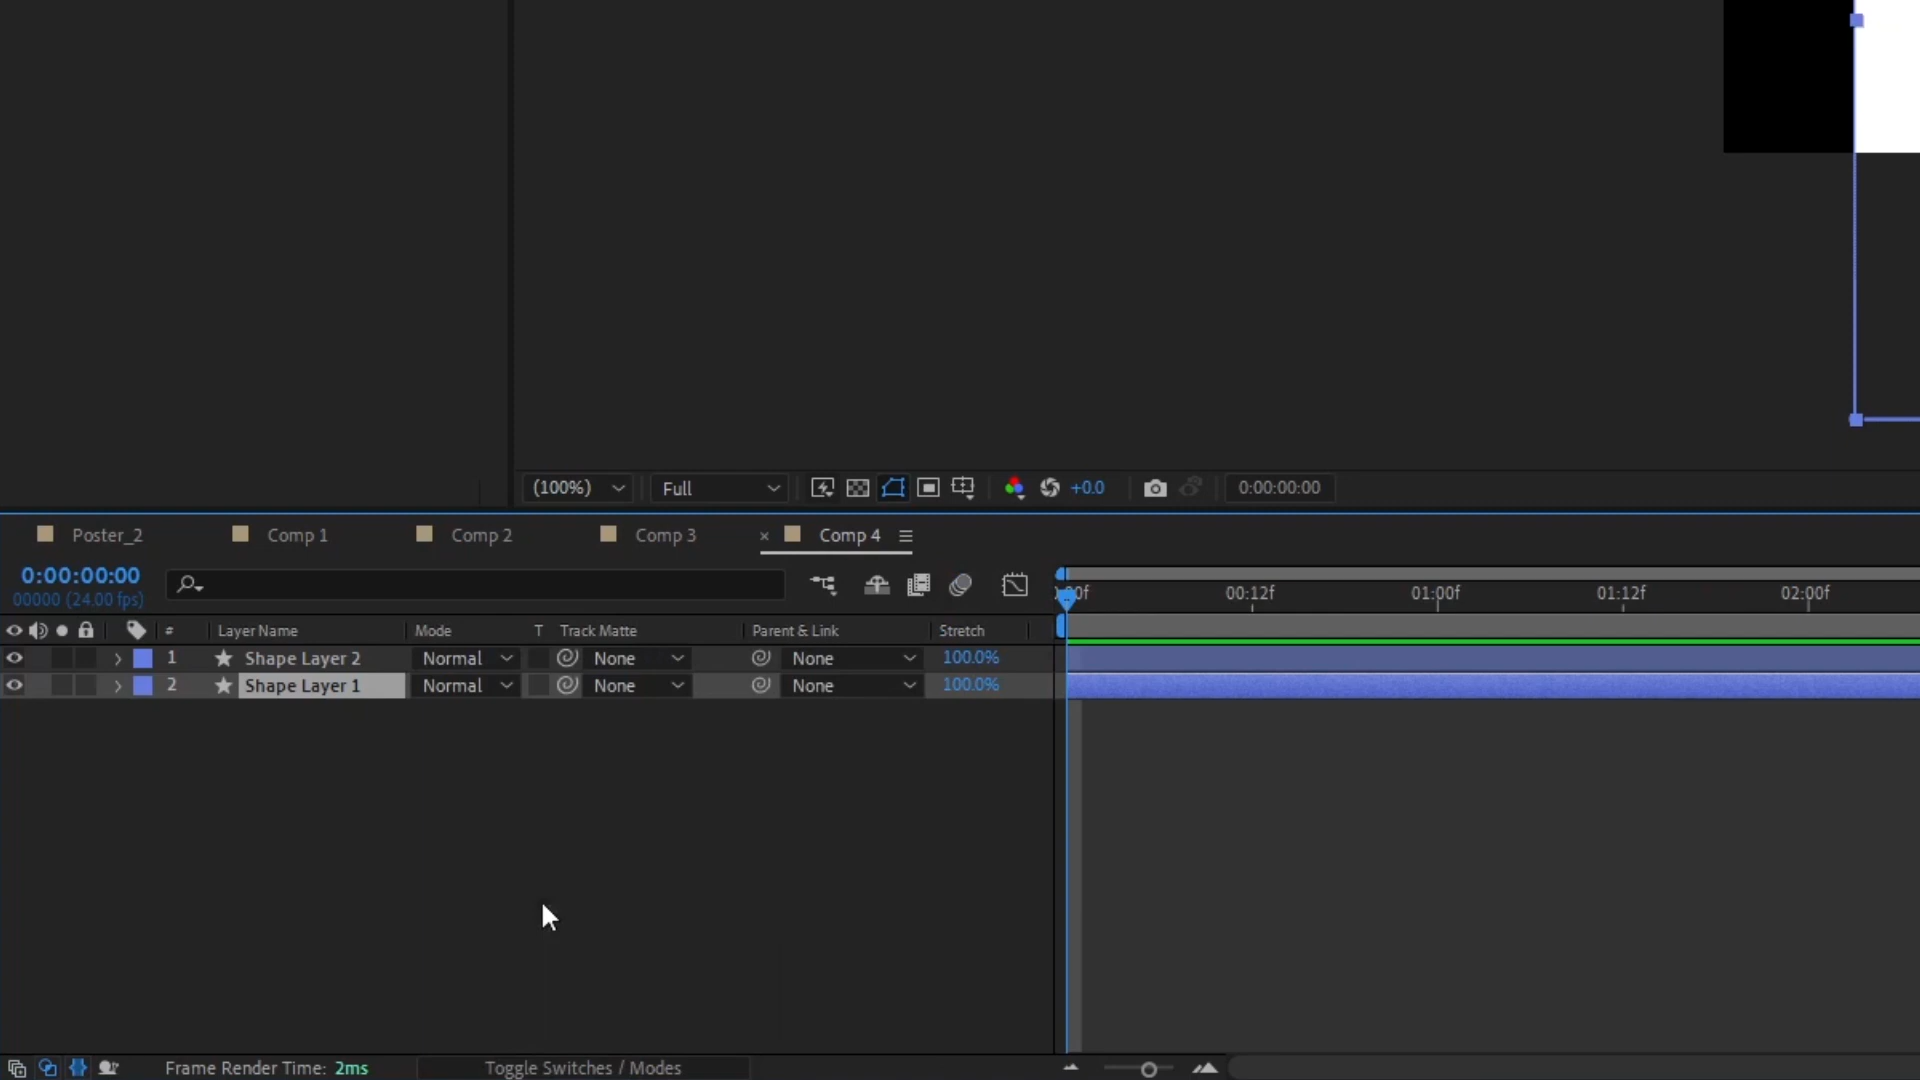 (100%) Full +0.0 0:00:00:00
Poster_2 Comp 1 Comp 2 Comp 3 × Comp 4
0:00:00:00
00000 (24.00 fps)
00:12f 01:00f 01:12f 02:00f
# Layer Name Mode T Track Matte Parent & Link Stretch
1 Shape Layer 2 Normal None None 100.0%
2 Shape Layer 1 Normal None None 100.0%
Frame Render Time: 2ms Toggle Switches / Modes